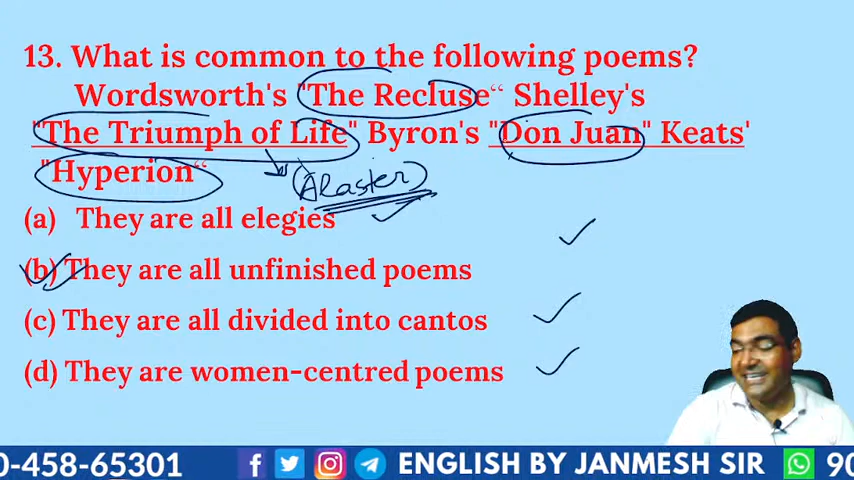 13. What is common to the following poems?
Wordsworth's "The Recluse“ Shelley's
"The Triumph of Life" Byron's "Don Juan" Keats'
"Hyperion“
(Alaster)
(a) They are all elegies
(b) They are all unfinished poems
(c) They are all divided into cantos
(d) They are women-centred poems
0-458-65301 f ENGLISH BY JANMESH SIR 90